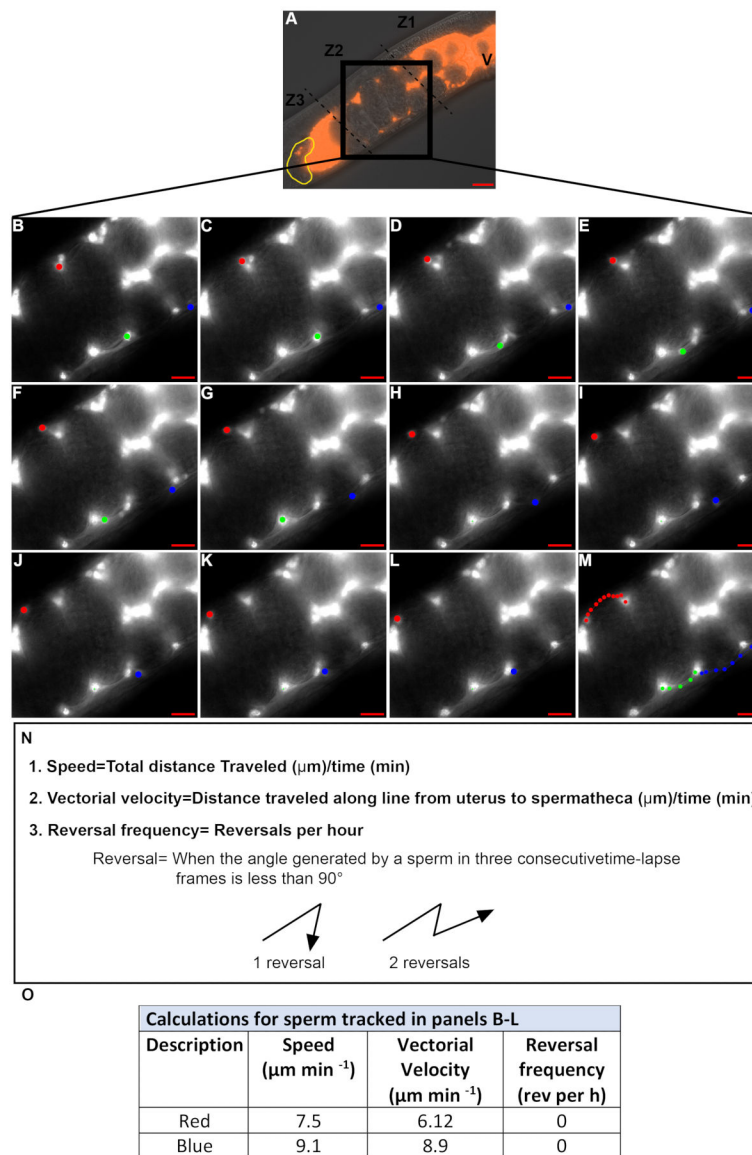 A
Z1
Z2
V
Z3
B
C
D
E
F
G
H
I
J
K
L
M
N
1. Speed=Total distance Traveled (µm)/time (min)
2. Vectorial velocity=Distance traveled along line from uterus to spermatheca (µm)/time (min)
3. Reversal frequency= Reversals per hour
Reversal= When the angle generated by a sperm in three consecutivetime-lapse
frames is less than 90°
1 reversal 2 reversals
O
Calculations for sperm tracked in panels B-L
Description Speed (µm min -1) Vectorial Velocity (µm min -1) Reversal frequency (rev per h)
Red 7.5 6.12 0
Blue 9.1 8.9 0